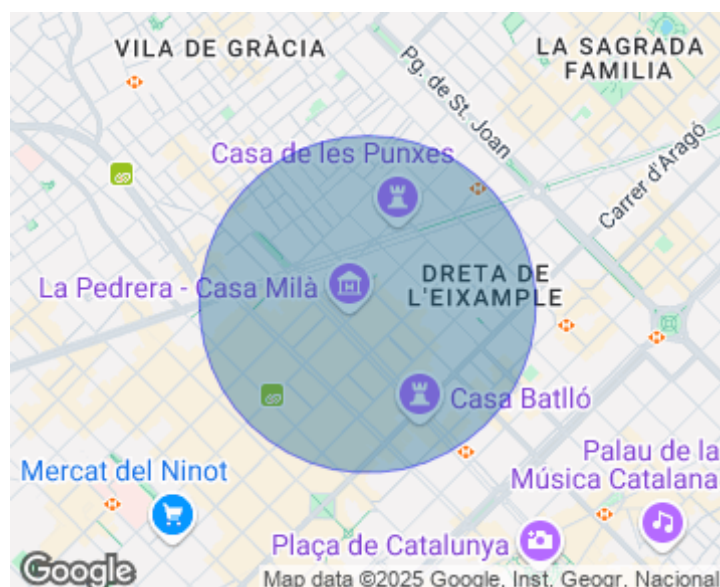 VILA DE GRÀCIA
LA SAGRADA
FAMILIA
Pg. de St. Joan
Casa de les Punxes
Carrer d'Aragó
DRETA DE
L'EIXAMPLE
La Pedrera - Casa Milà
Casa Batlló
Mercat del Ninot
Palau de la
Música Catalana
Plaça de Catalunya
Google
Map data ©2025 Google, Inst. Geogr. Nacional